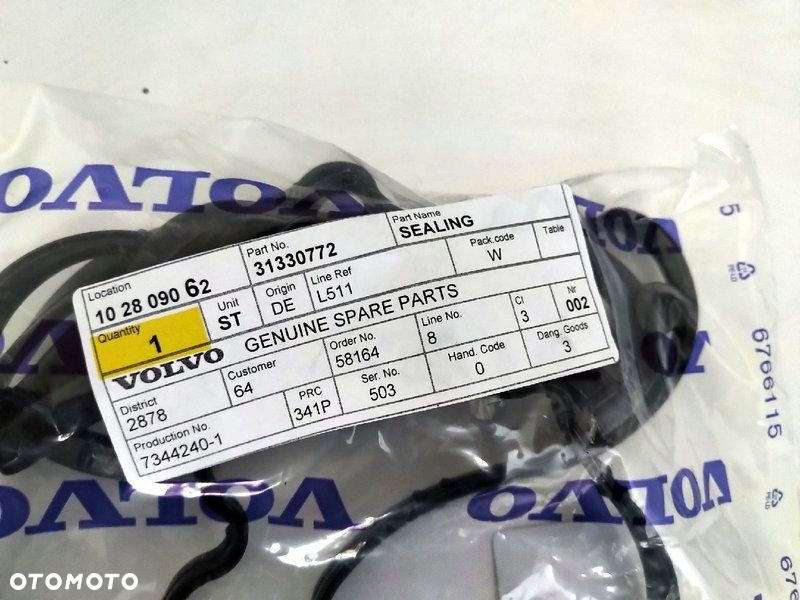 VOLVO
VOLVO
Location
10 28 090 62
Part No.
31330772
Part Name
SEALING
Quantity
1
Unit
ST
Origin
DE
Line Ref
L511
Pack.code
W
Table
VOLVO
GENUINE SPARE PARTS
District
2878
Customer
64
Order No.
58164
Line No.
8
Cl
3
Nr
002
Production No.
7344240-1
PRC
341P
Ser. No.
503
Hand. Code
0
Dang. Goods
3
VOLVO
VOLVO
VOLVO
5
6766115
6766115
OTOMOTO